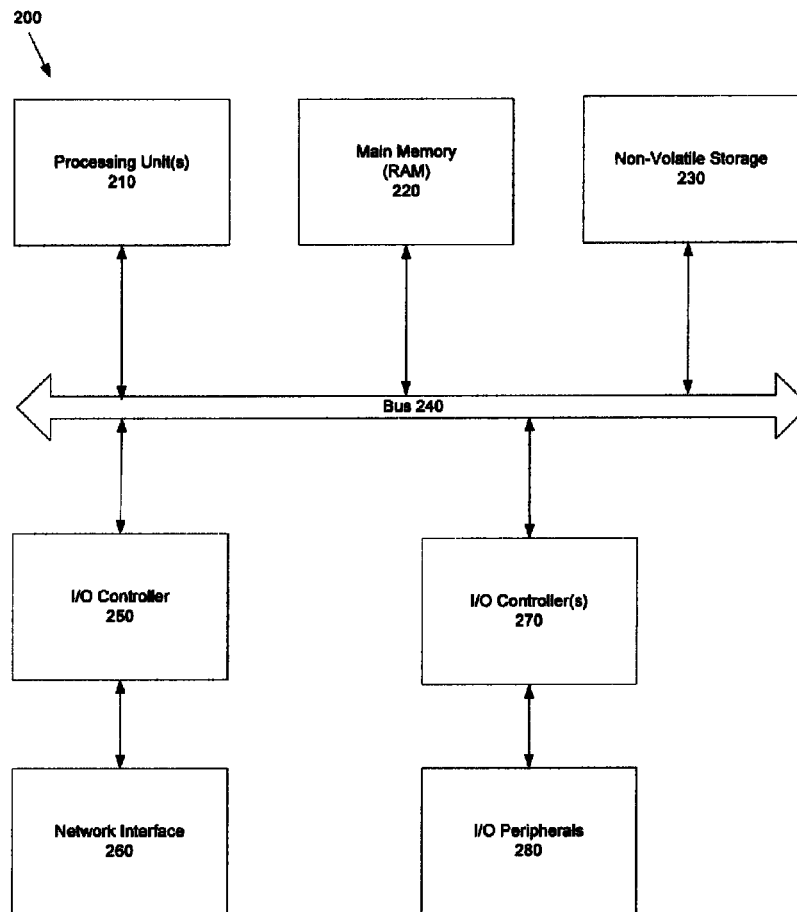 200
Processing Unit(s)
210
Main Memory
(RAM)
220
Non-Volatile Storage
230
Bus 240
I/O Controller
250
I/O Controller(s)
270
Network Interface
260
I/O Peripherals
280